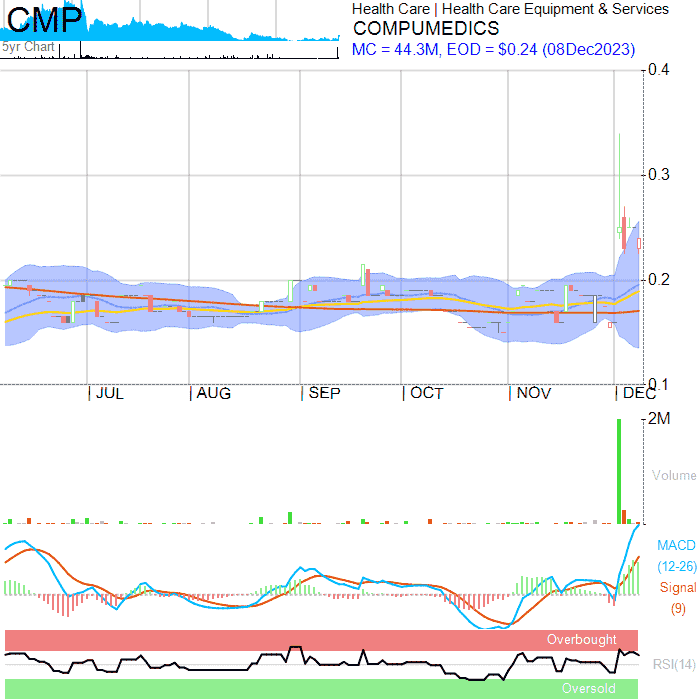 CMP
5yr Chart
Health Care | Health Care Equipment & Services
COMPUMEDICS
MC = 44.3M, EOD = $0.24 (08Dec2023)
0.4
0.3
0.2
0.1
JUL AUG SEP OCT NOV DEC
2M
Volume
MACD
(12-26)
Signal
(9)
Overbought
RSI(14)
Oversold